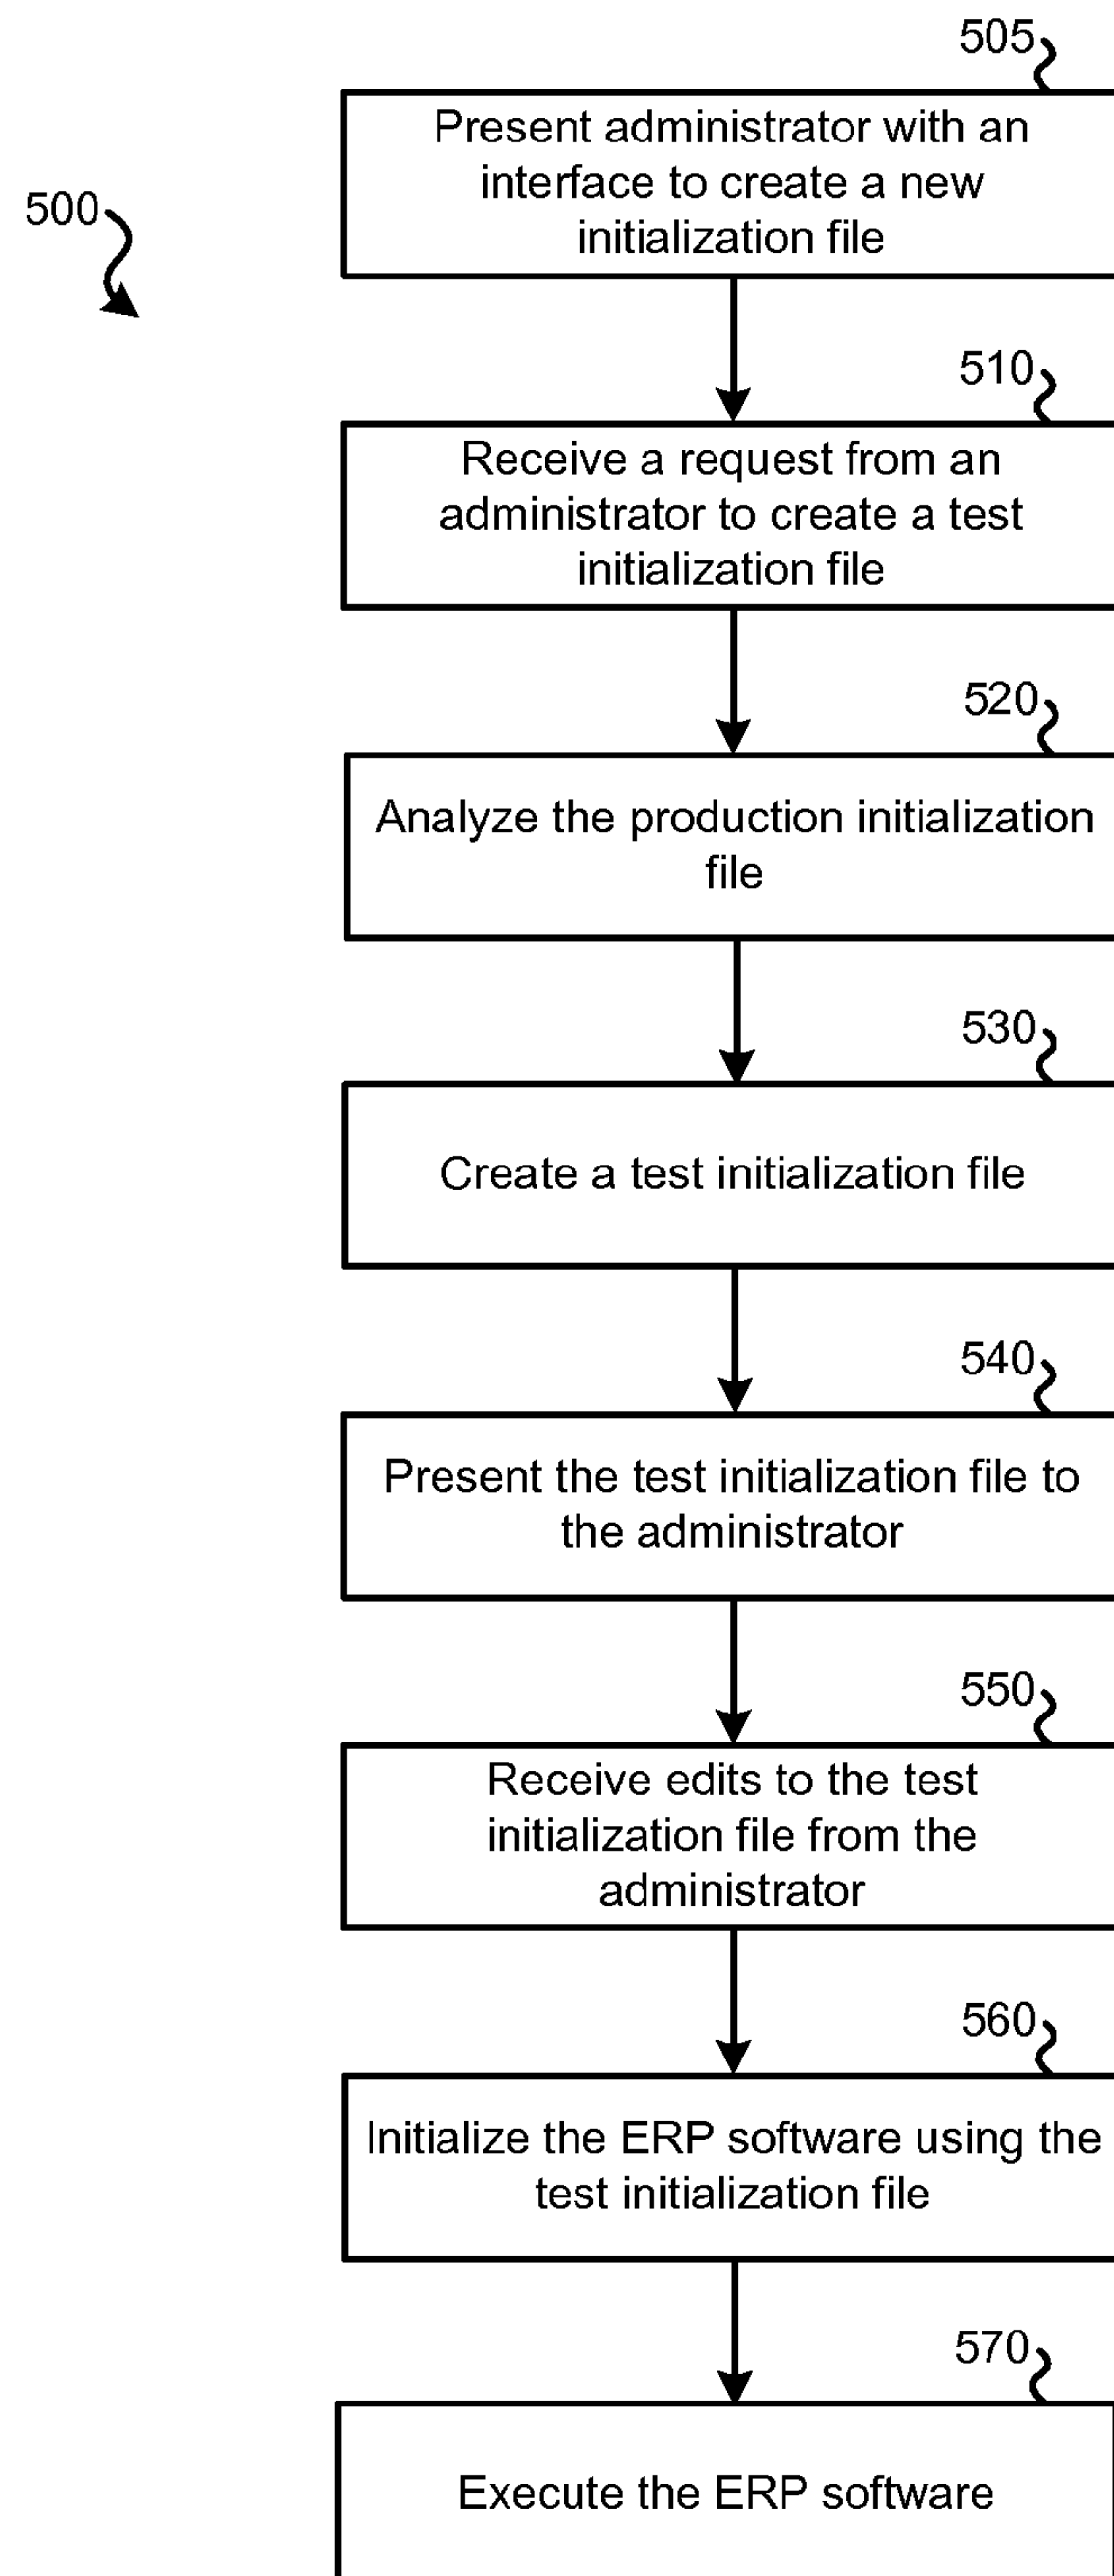 505
Present administrator with an
interface to create a new
initialization file
500
510
Receive a request from an
administrator to create a test
initialization file
520
Analyze the production initialization
file
530
Create a test initialization file
540
Present the test initialization file to
the administrator
550
Receive edits to the test
initialization file from the
administrator
560
Initialize the ERP software using the
test initialization file
570
Execute the ERP software